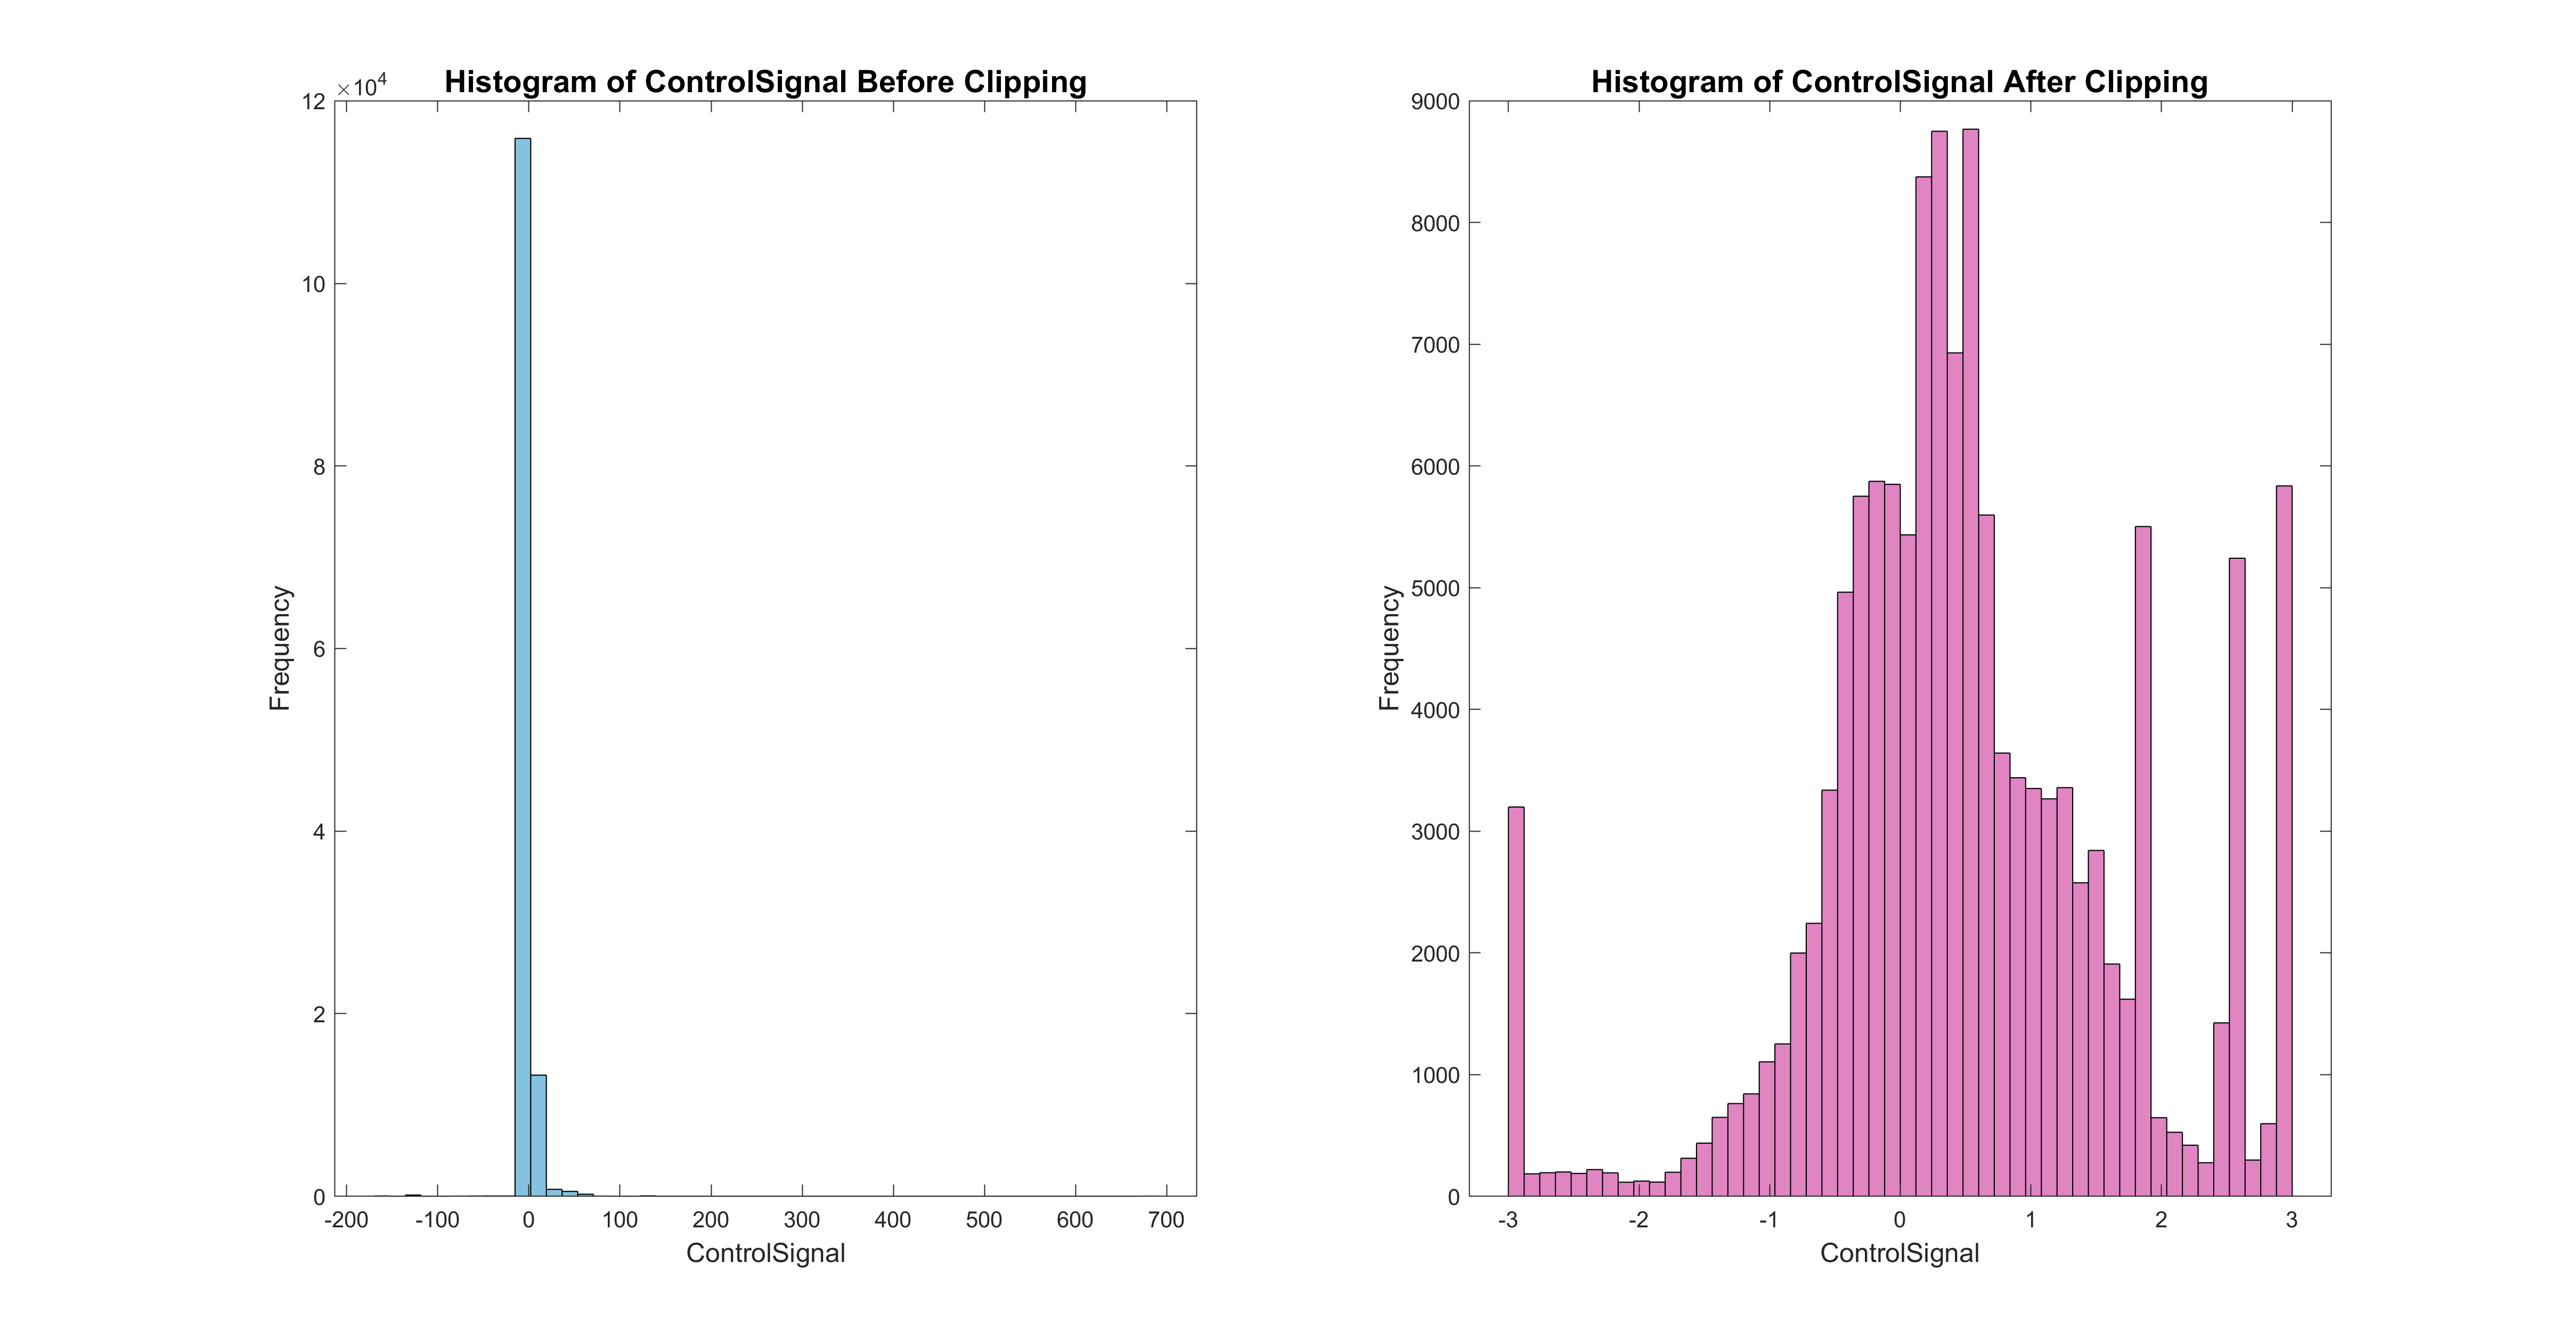 Histogram of ControlSignal Before Clipping
×10^4
12
10
8
6
4
2
0
Frequency
-200 -100 0 100 200 300 400 500 600 700
ControlSignal
Histogram of ControlSignal After Clipping
9000
8000
7000
6000
5000
4000
3000
2000
1000
0
Frequency
-3 -2 -1 0 1 2 3
ControlSignal